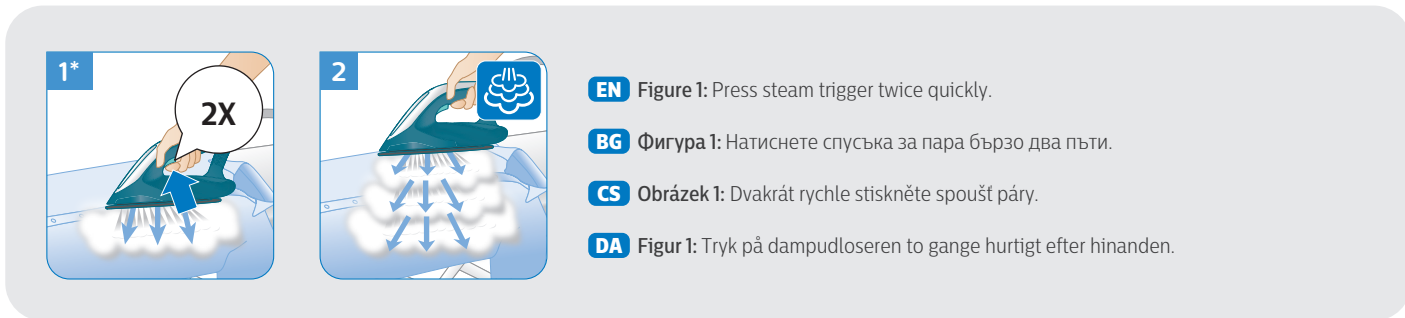 1*
2X
2
EN Figure 1: Press steam trigger twice quickly.
BG Фигура 1: Натиснете спусъка за пара бързо два пъти.
CS Obrázek 1: Dvakrát rychle stiskněte spoušť páry.
DA Figur 1: Tryk på dampudloseren to gange hurtigt efter hinanden.